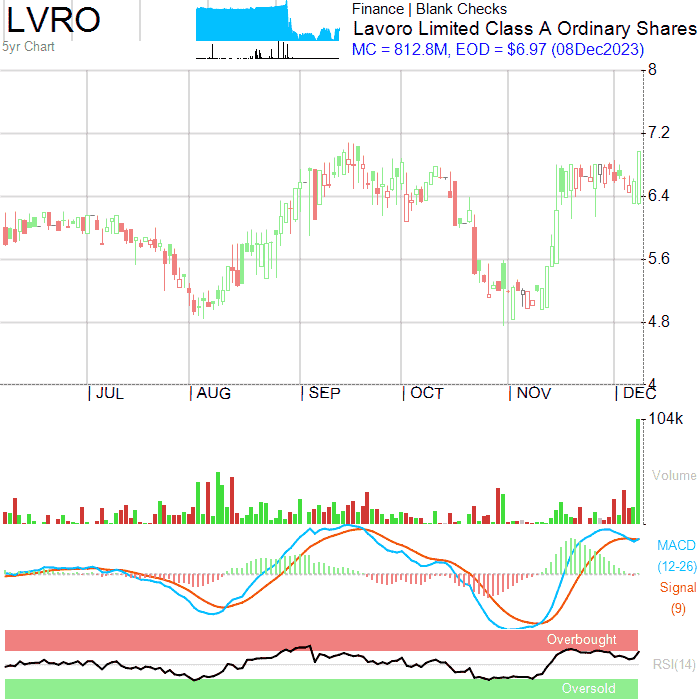 LVRO
5yr Chart
Finance | Blank Checks
Lavoro Limited Class A Ordinary Shares
MC = 812.8M, EOD = $6.97 (08Dec2023)
8
7.2
6.4
5.6
4.8
4
JUL AUG SEP OCT NOV DEC
104k
Volume
MACD
(12-26)
Signal
(9)
Overbought
RSI(14)
Oversold